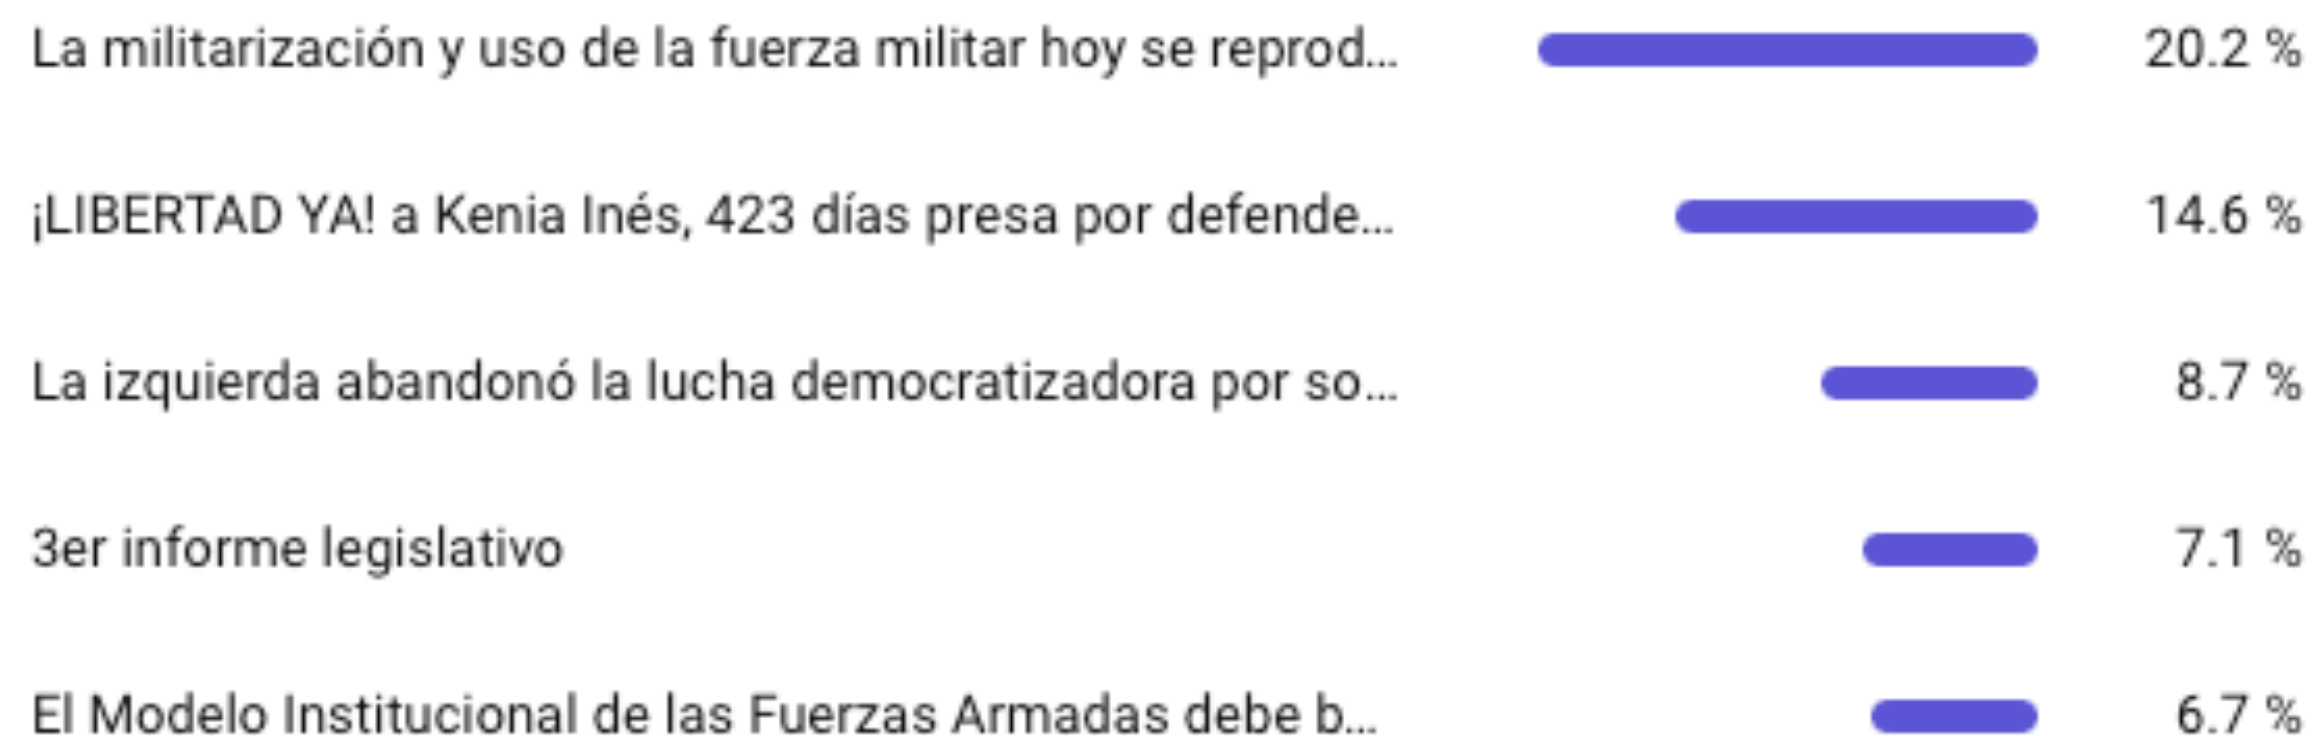 La militarización y uso de la fuerza militar hoy se reprod... 20.2 %
¡LIBERTAD YA! a Kenia Inés, 423 días presa por defende... 14.6 %
La izquierda abandonó la lucha democratizadora por so... 8.7 %
3er informe legislativo 7.1 %
El Modelo Institucional de las Fuerzas Armadas debe b... 6.7 %